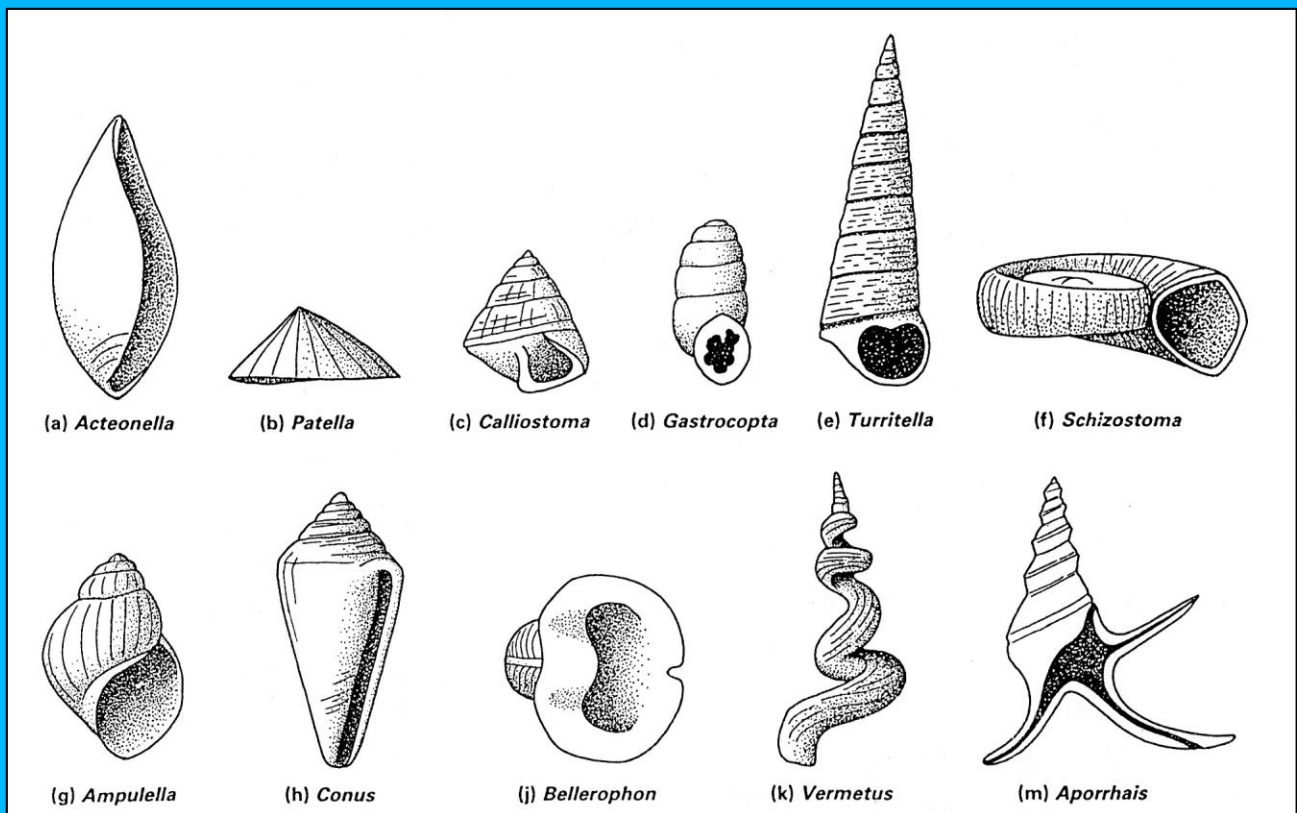 (a) Acteonella (b) Patella (c) Calliostoma (d) Gastrocopta (e) Turritella (f) Schizostoma
(g) Ampulella (h) Conus (j) Bellerophon (k) Vermetus (m) Aporrhais